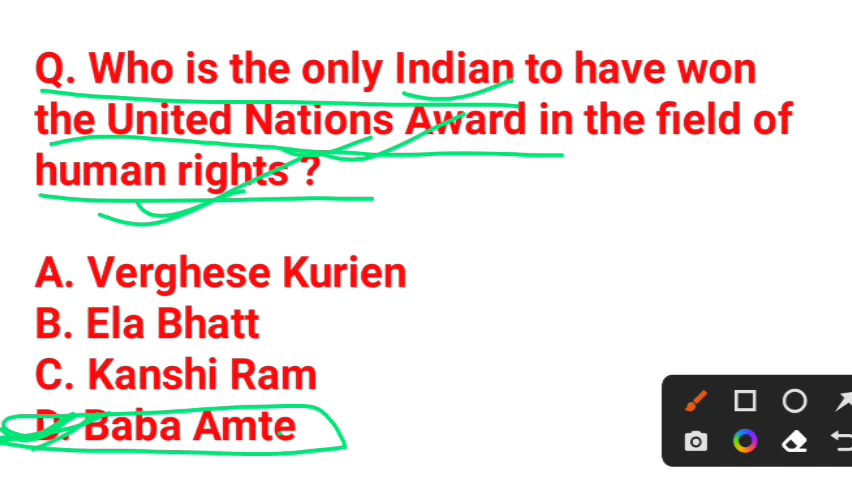 Q. Who is the only Indian to have won
the United Nations Award in the field of
human rights ?
A. Verghese Kurien
B. Ela Bhatt
C. Kanshi Ram
D. Baba Amte